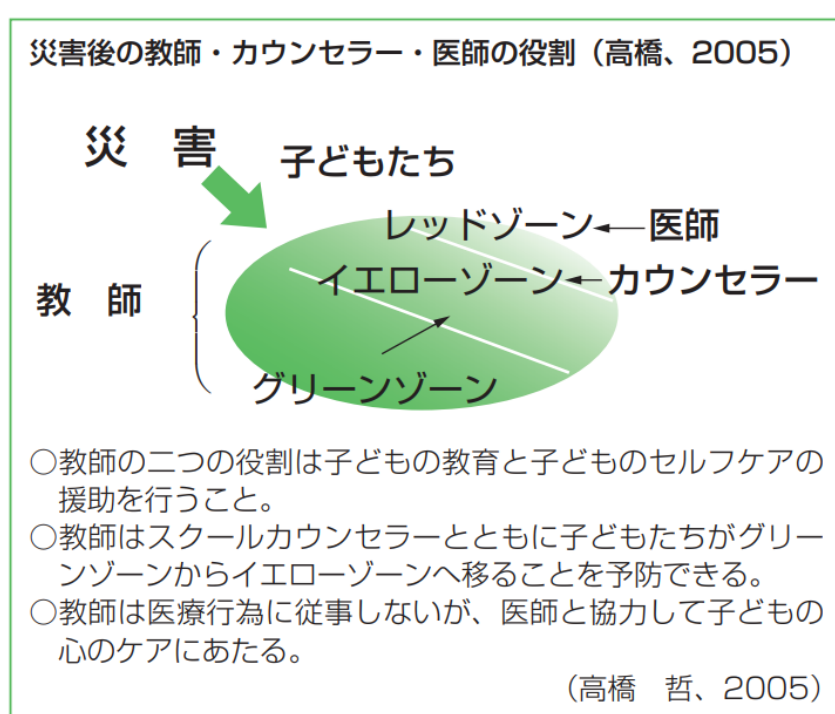 災害後の教師・カウンセラー・医師の役割（高橋、2005）
災 害
子どもたち
レッドゾーン 医師
イエローゾーン カウンセラー
教 師
グリーンゾーン
○教師の二つの役割は子どもの教育と子どものセルフケアの
援助を行うこと。
○教師はスクールカウンセラーとともに子どもたちがグリー
ンゾーンからイエローゾーンへ移ることを予防できる。
○教師は医療行為に従事しないが、医師と協力して子どもの
心のケアにあたる。
（高橋 哲、2005）